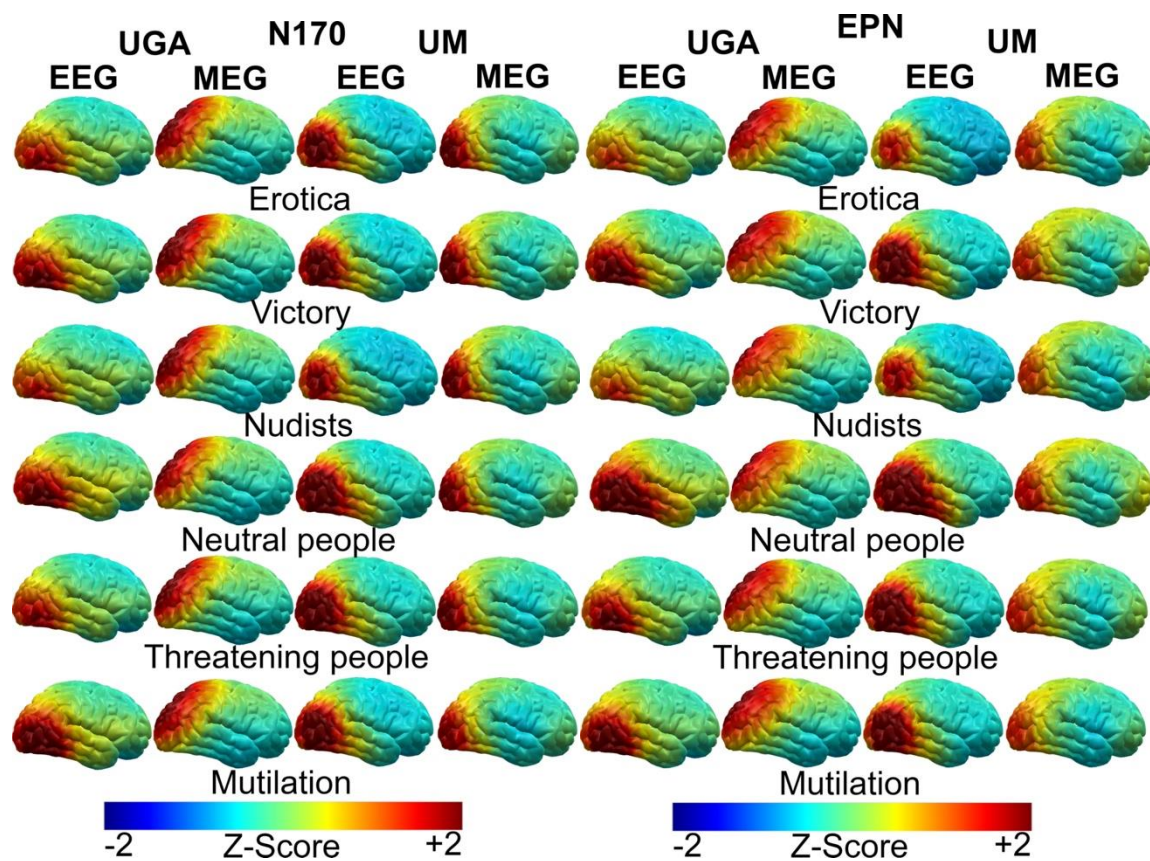 N170 EPN
UGA UM UGA UM
EEG MEG EEG MEG EEG MEG EEG MEG
Erotica Erotica
Victory Victory
Nudists Nudists
Neutral people Neutral people
Threatening people Threatening people
Mutilation Mutilation
-2 Z-Score +2 -2 Z-Score +2